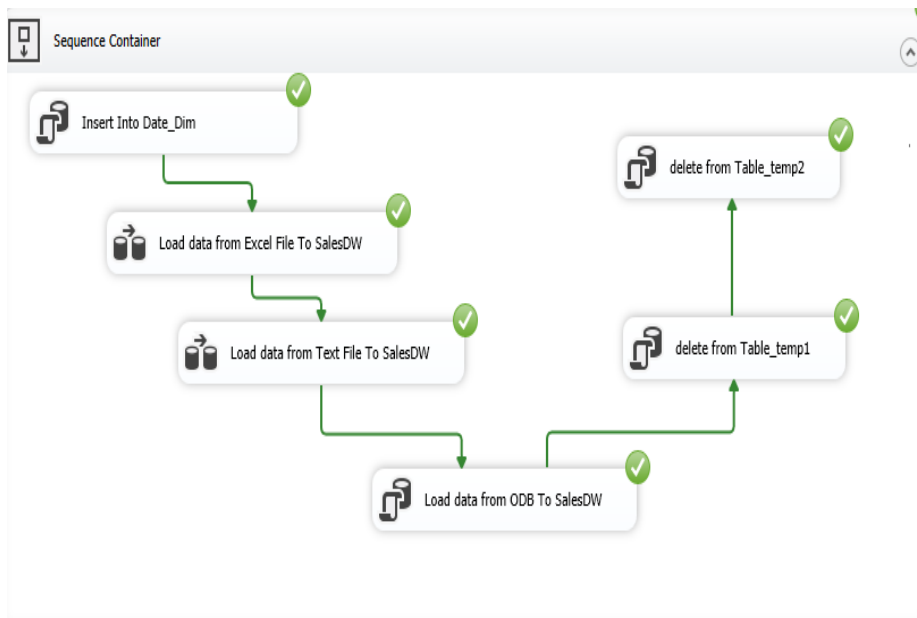 Sequence Container
Insert Into Date_Dim
Load data from Excel File To SalesDW
Load data from Text File To SalesDW
Load data from ODB To SalesDW
delete from Table_temp1
delete from Table_temp2